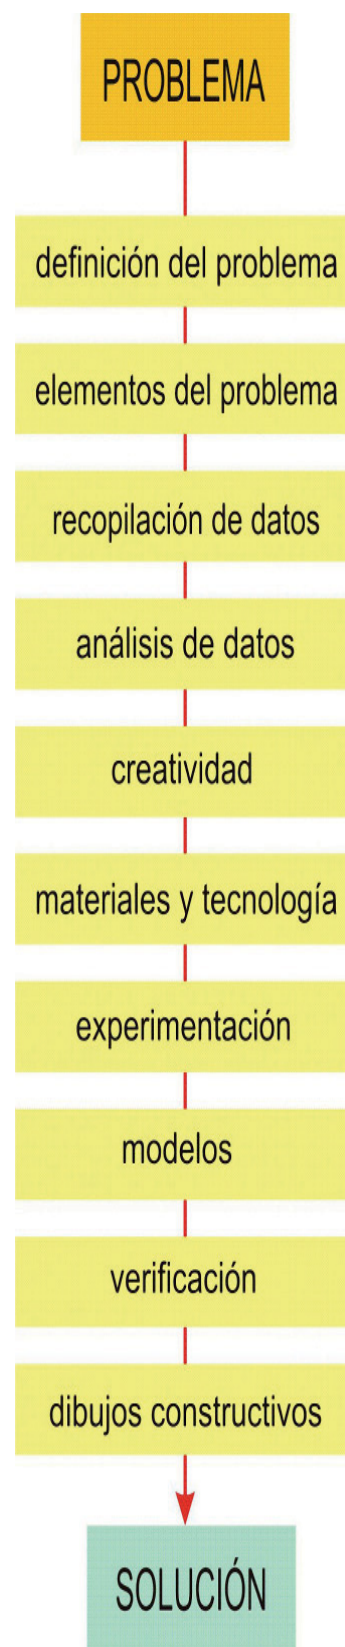 PROBLEMA
definición del problema
elementos del problema
recopilación de datos
análisis de datos
creatividad
materiales y tecnología
experimentación
modelos
verificación
dibujos constructivos
SOLUCIÓN